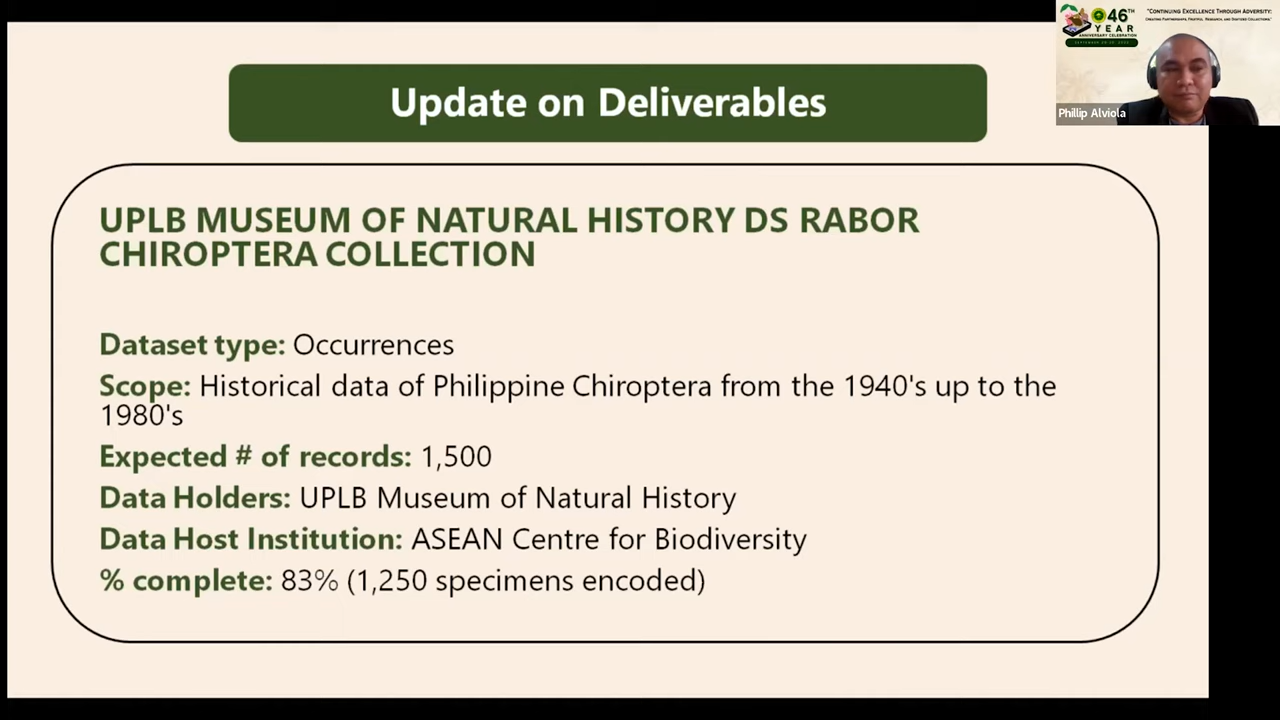 Update on Deliverables
UPLB MUSEUM OF NATURAL HISTORY DS RABOR
CHIROPTERA COLLECTION
Dataset type: Occurrences
Scope: Historical data of Philippine Chiroptera from the 1940's up to the
1980's
Expected # of records: 1,500
Data Holders: UPLB Museum of Natural History
Data Host Institution: ASEAN Centre for Biodiversity
% complete: 83% (1,250 specimens encoded)
46TH
YEAR
ANNIVERSARY CELEBRATION
"CONTINUING EXCELLENCE THROUGH ADVERSITY:
Phillip Alviola